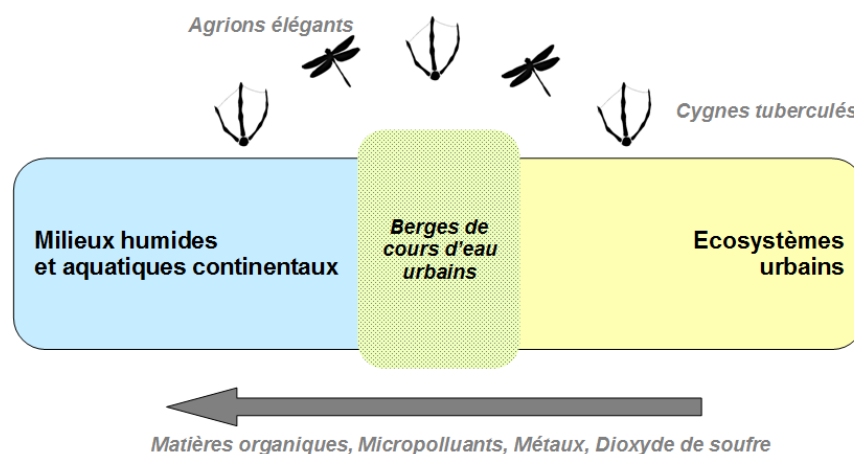 Agrions élégants
Cygnes tuberculés
Milieux humides
et aquatiques continentaux
Berges de
cours d'eau
urbains
Ecosystèmes
urbains
Matières organiques, Micropolluants, Métaux, Dioxyde de soufre